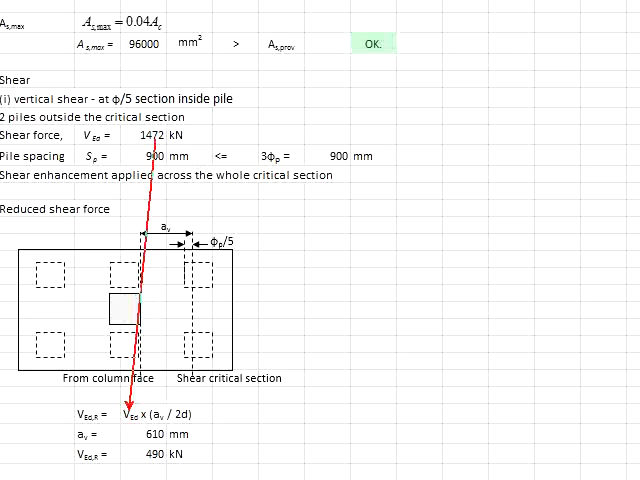 As,max As,max = 0.04Ac
As,max = 96000 mm² > As,prov OK.
Shear
(i) vertical shear - at ϕ/5 section inside pile
2 piles outside the critical section
Shear force, VEd = 1472 kN
Pile spacing Sp = 900 mm <= 3ϕp = 900 mm
Shear enhancement applied across the whole critical section
Reduced shear force
av
ϕp/5
From column face Shear critical section
VEd,R = VEd x (av / 2d)
av = 610 mm
VEd,R = 490 kN